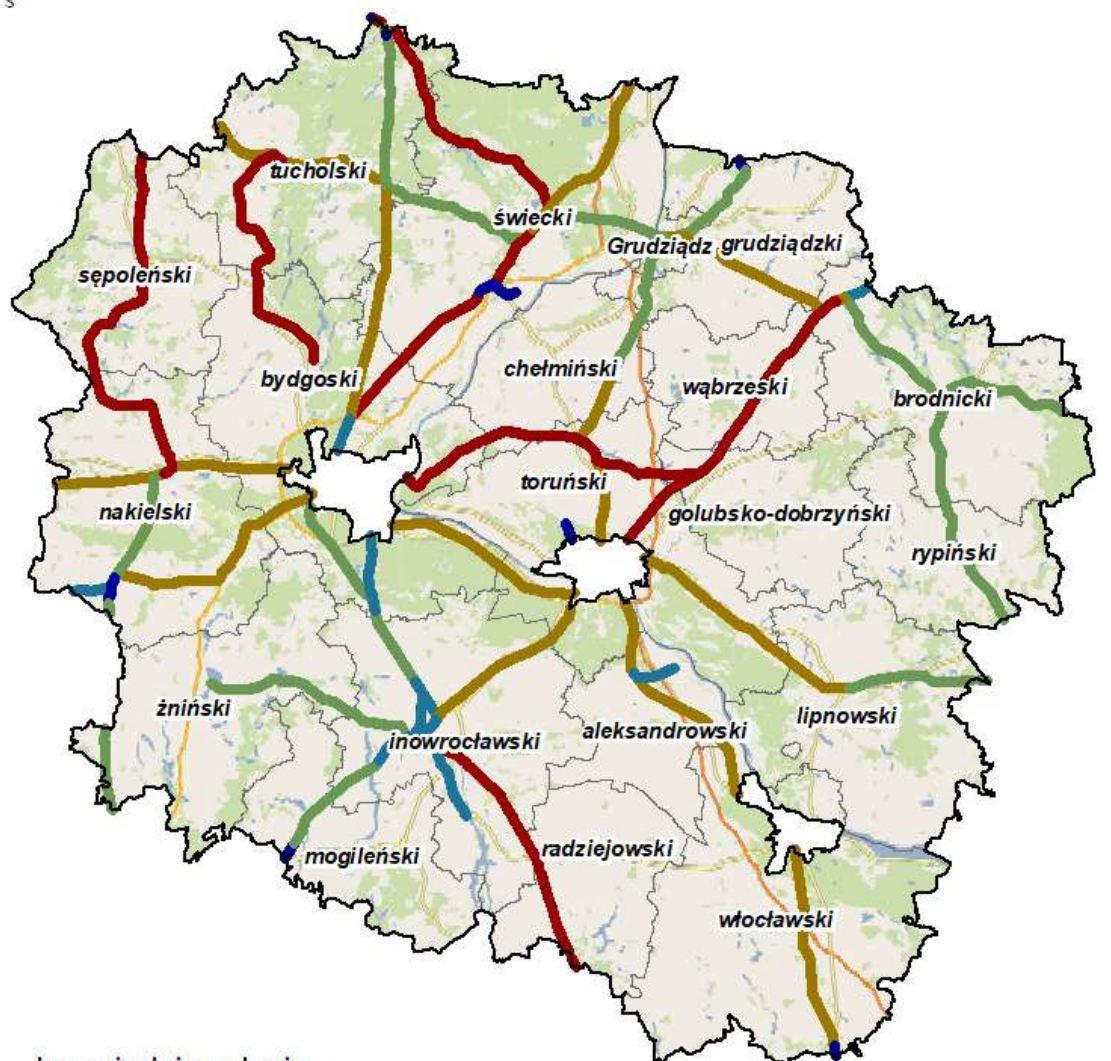 tucholski
świecki
Grudziądz grudziądzki
sępoleński
chełmiński
wąbrzeski
bydgoski
brodnicki
toruński
nakielski
golubsko-dobrzyński
rypiński
żniński
lipnowski
aleksandrowski
inowrocławski
mogileński
radziejowski
włocławski